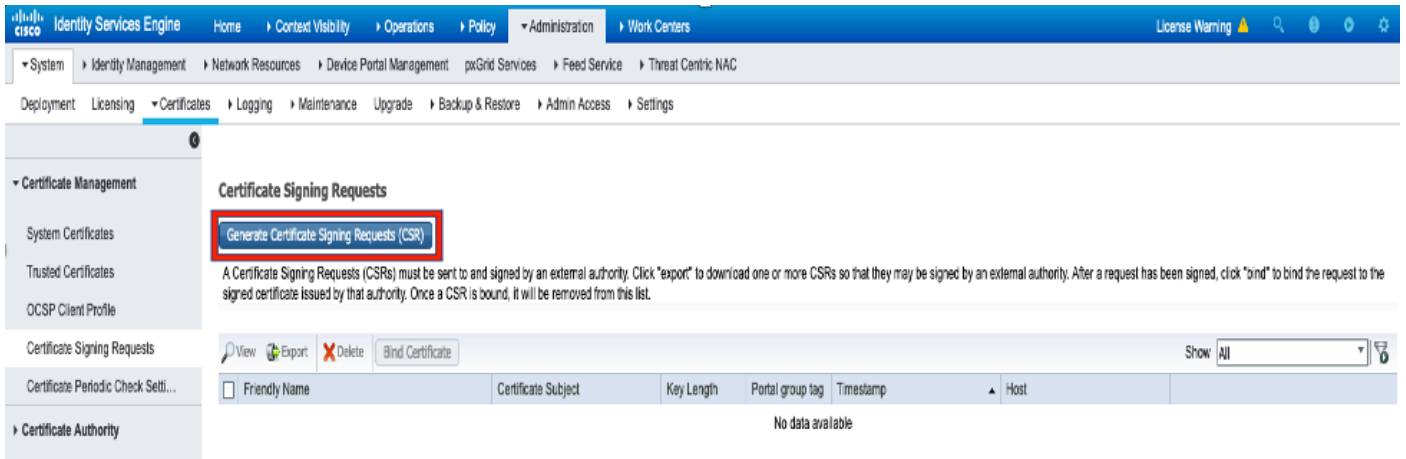 cisco Identity Services Engine Home Context Visibility Operations Policy Administration Work Centers License Warning
System Identity Management Network Resources Device Portal Management pxGrid Services Feed Service Threat Centric NAC
Deployment Licensing Certificates Logging Maintenance Upgrade Backup & Restore Admin Access Settings
Certificate Management
System Certificates
Trusted Certificates
OCSP Client Profile
Certificate Signing Requests
Certificate Periodic Check Setti...
Certificate Authority
Certificate Signing Requests
Generate Certificate Signing Requests (CSR)
A Certificate Signing Requests (CSRs) must be sent to and signed by an external authority. Click "export" to download one or more CSRs so that they may be signed by an external authority. After a request has been signed, click "bind" to bind the request to the
signed certificate issued by that authority. Once a CSR is bound, it will be removed from this list.
View Export Delete Bind Certificate Show All
Friendly Name Certificate Subject Key Length Portal group tag Timestamp Host
No data available